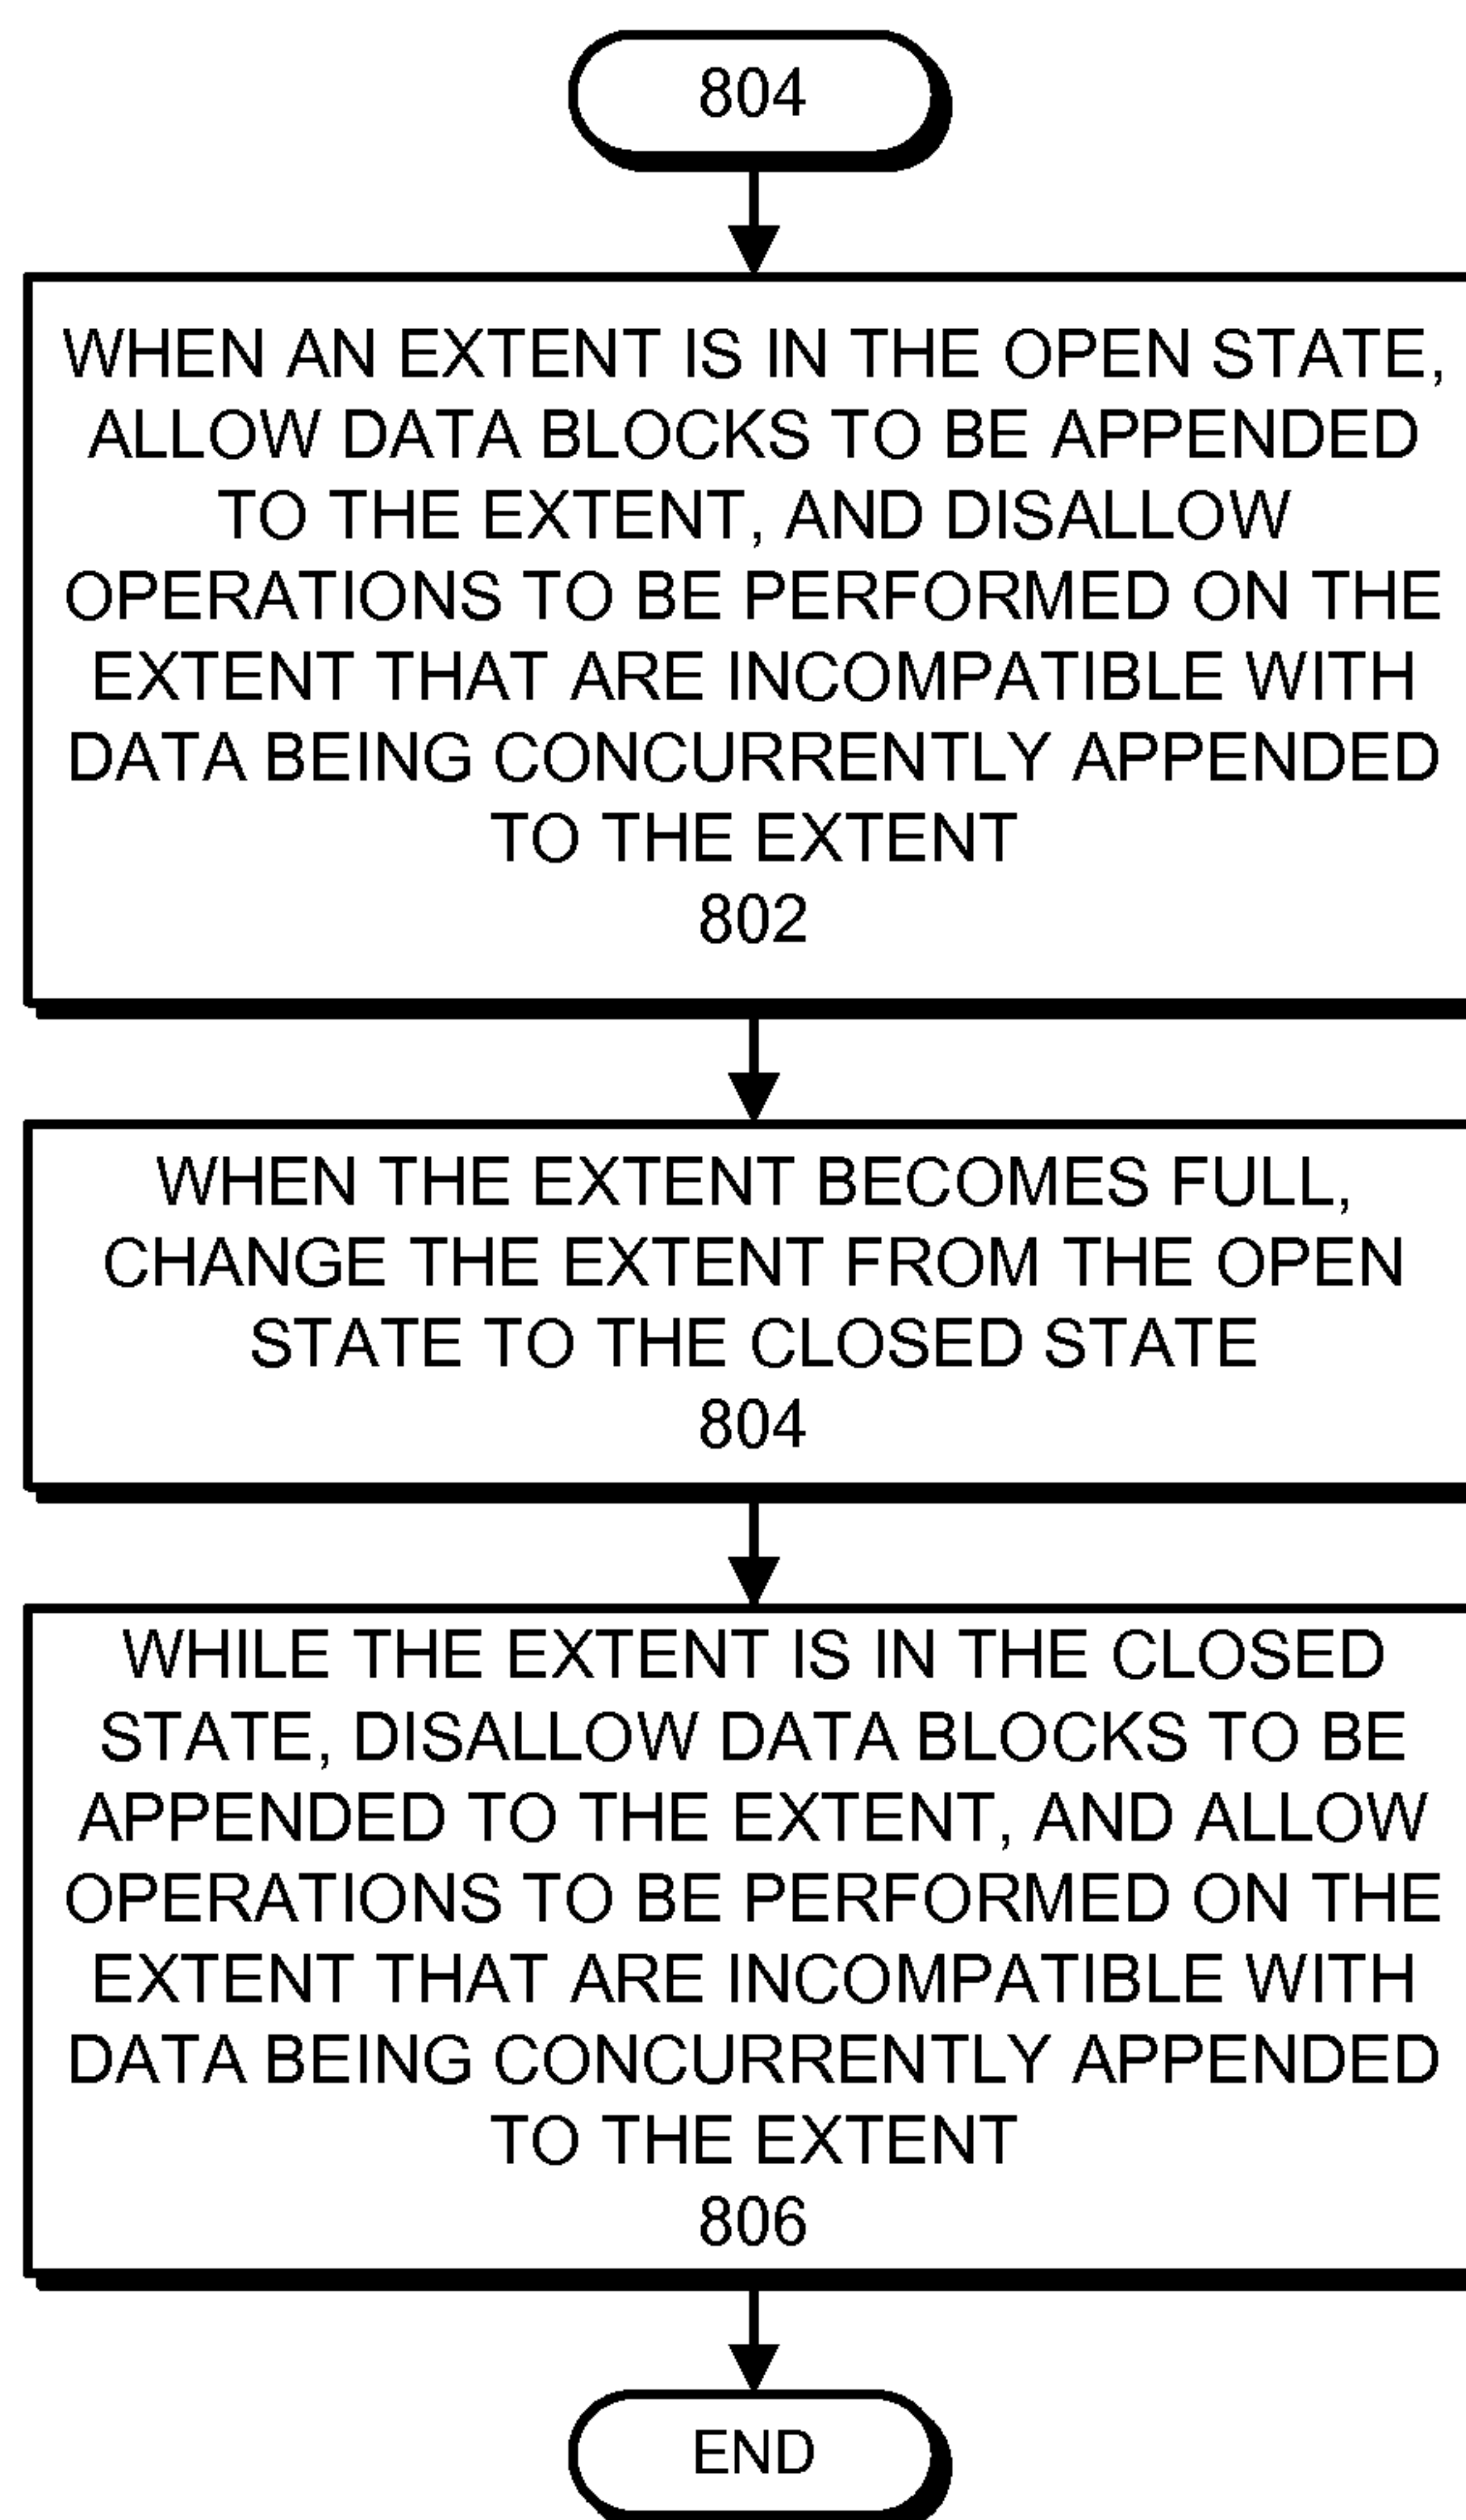 804
WHEN AN EXTENT IS IN THE OPEN STATE,
ALLOW DATA BLOCKS TO BE APPENDED
TO THE EXTENT, AND DISALLOW
OPERATIONS TO BE PERFORMED ON THE
EXTENT THAT ARE INCOMPATIBLE WITH
DATA BEING CONCURRENTLY APPENDED
TO THE EXTENT
802
WHEN THE EXTENT BECOMES FULL,
CHANGE THE EXTENT FROM THE OPEN
STATE TO THE CLOSED STATE
804
WHILE THE EXTENT IS IN THE CLOSED
STATE, DISALLOW DATA BLOCKS TO BE
APPENDED TO THE EXTENT, AND ALLOW
OPERATIONS TO BE PERFORMED ON THE
EXTENT THAT ARE INCOMPATIBLE WITH
DATA BEING CONCURRENTLY APPENDED
TO THE EXTENT
806
END